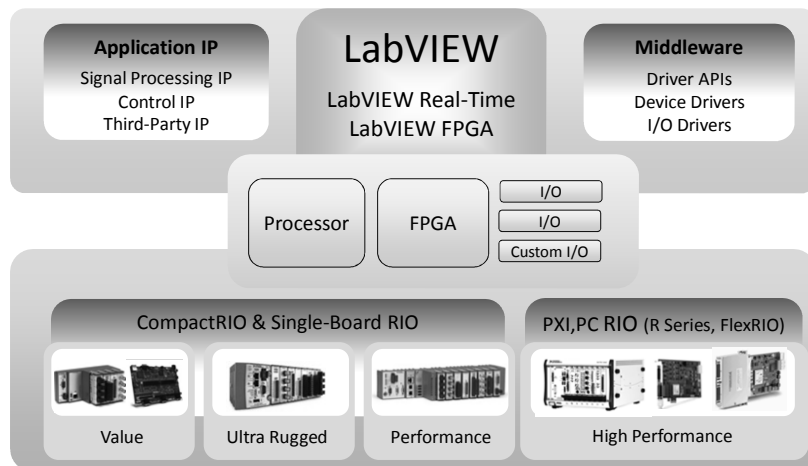 Application IP
Signal Processing IP
Control IP
Third-Party IP
LabVIEW
LabVIEW Real-Time
LabVIEW FPGA
Middleware
Driver APIs
Device Drivers
I/O Drivers
Processor
FPGA
I/O
I/O
Custom I/O
CompactRIO & Single-Board RIO
PXI,PC RIO (R Series, FlexRIO)
Value
Ultra Rugged
Performance
High Performance